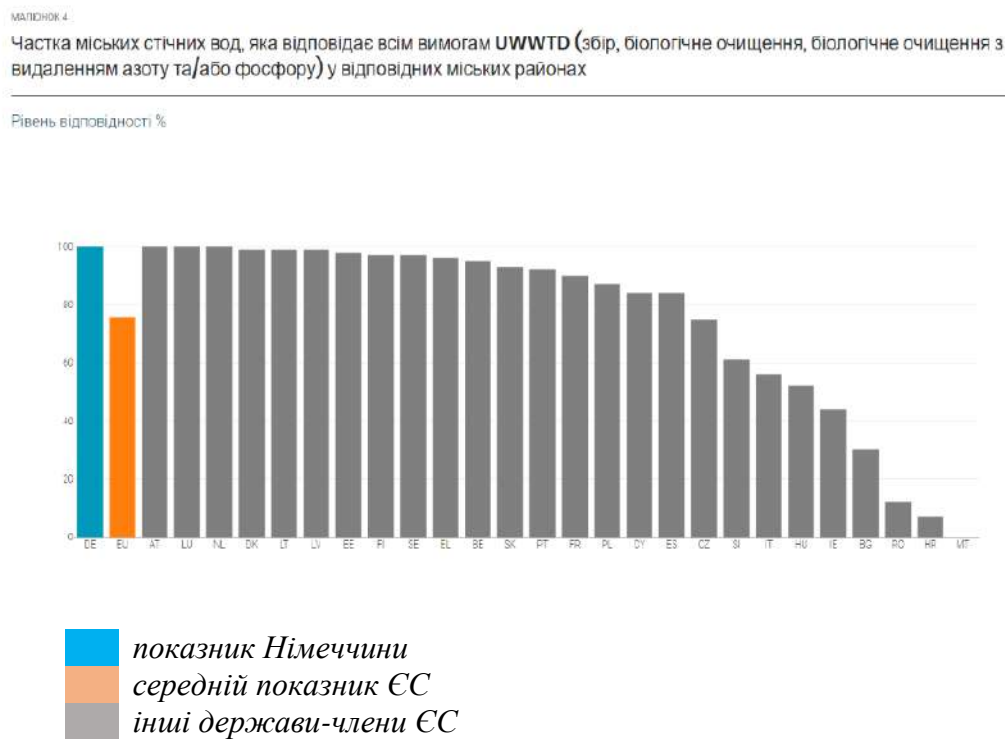 МАЛЮНОК 4
Частка міських стічних вод, яка відповідає всім вимогам UWWTD (збір, біологічне очищення, біологічне очищення з
видаленням азоту та/або фосфору) у відповідних міських районах
Рівень відповідності %
100
80
60
40
20
0
DE EU AT LU NL DK LT LV EE FI SE EL BE SK PT FR PL CY ES CZ SI IT HU IE BG RO HR MT
показник Німеччини
середній показник ЄС
інші держави-члени ЄС